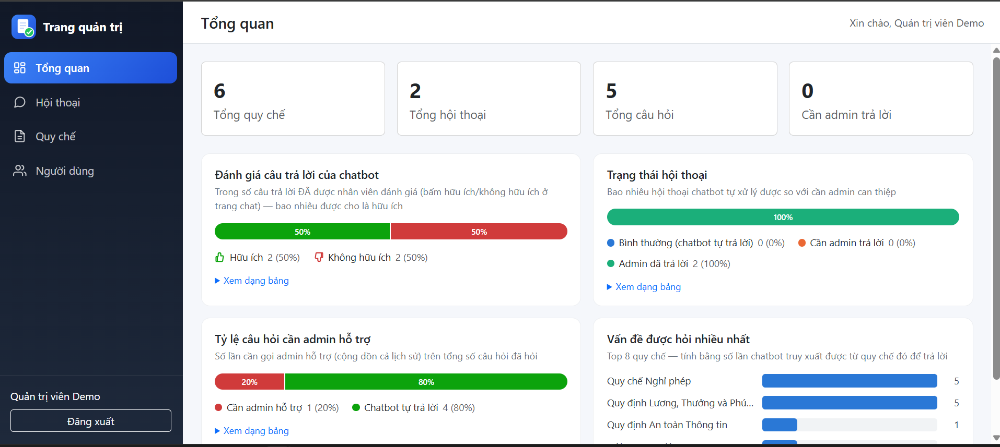 Trang quản trị
Tổng quan
Hội thoại
Quy chế
Người dùng
Quản trị viên Demo
Đăng xuất
Tổng quan
Xin chào, Quản trị viên Demo
6
Tổng quy chế
2
Tổng hội thoại
5
Tổng câu hỏi
0
Cần admin trả lời
Đánh giá câu trả lời của chatbot
Trong số câu trả lời ĐÃ được nhân viên đánh giá (bấm hữu ích/không hữu ích ở
trang chat) — bao nhiêu được cho là hữu ích
50% 50%
Hữu ích 2 (50%) Không hữu ích 2 (50%)
Xem dạng bảng
Trạng thái hội thoại
Bao nhiêu hội thoại chatbot tự xử lý được so với cần admin can thiệp
100%
Bình thường (chatbot tự trả lời) 0 (0%) Cần admin trả lời 0 (0%)
Admin đã trả lời 2 (100%)
Xem dạng bảng
Tỷ lệ câu hỏi cần admin hỗ trợ
Số lần cần gọi admin hỗ trợ (cộng dồn cả lịch sử) trên tổng số câu hỏi đã hỏi
20% 80%
Cần admin hỗ trợ 1 (20%) Chatbot tự trả lời 4 (80%)
Xem dạng bảng
Vấn đề được hỏi nhiều nhất
Top 8 quy chế — tính bằng số lần chatbot truy xuất được từ quy chế đó để trả lời
Quy chế Nghỉ phép 5
Quy định Lương, Thưởng và Phú... 5
Quy định An toàn Thông tin 1